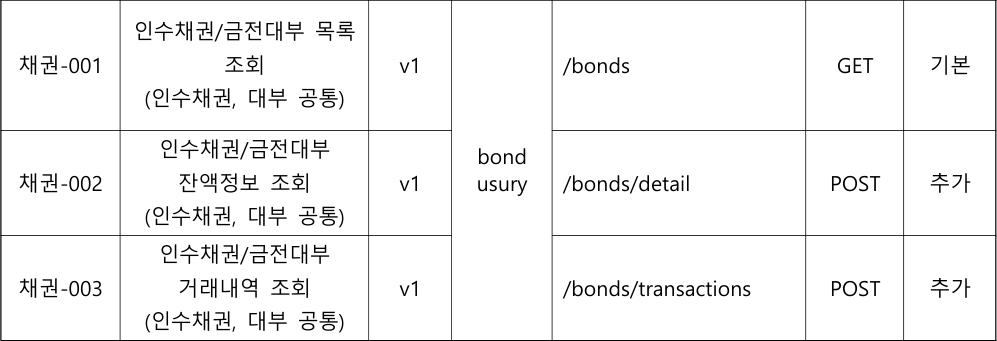 채권-001
인수채권/금전대부 목록
조회
(인수채권, 대부 공통)
v1
/bonds
GET
기본
채권-002
인수채권/금전대부
잔액정보 조회
(인수채권, 대부 공통)
v1
bond
usury
/bonds/detail
POST
추가
채권-003
인수채권/금전대부
거래내역 조회
(인수채권, 대부 공통)
v1
/bonds/transactions
POST
추가